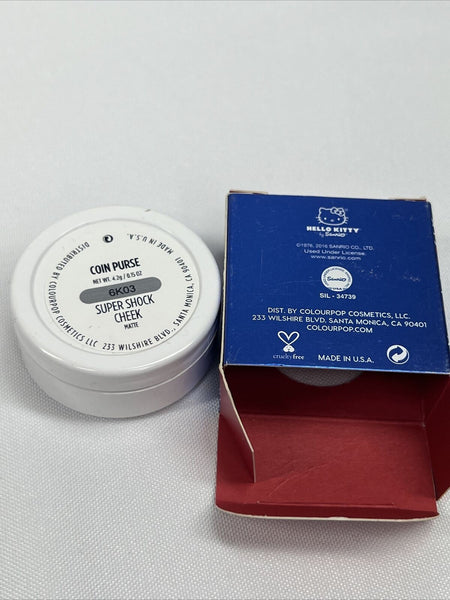 COIN PURSE
NET WT. 4.2g / 0.15 OZ
6K03
SUPER SHOCK
CHEEK
MATTE
DISTRIBUTED BY COLOURPOP COSMETICS LLC 233 WILSHIRE BLVD., SANTA MONICA, CA 90401
MADE IN U.S.A.
HELLO KITTY
by Sanrio
©1976, 2016 SANRIO CO., LTD.
Used Under License.
www.sanrio.com
Sanrio
SIL - 34739
DIST. BY COLOURPOP COSMETICS, LLC.
233 WILSHIRE BLVD. SANTA MONICA, CA 90401
COLOURPOP.COM
cruelty free
MADE IN U.S.A.